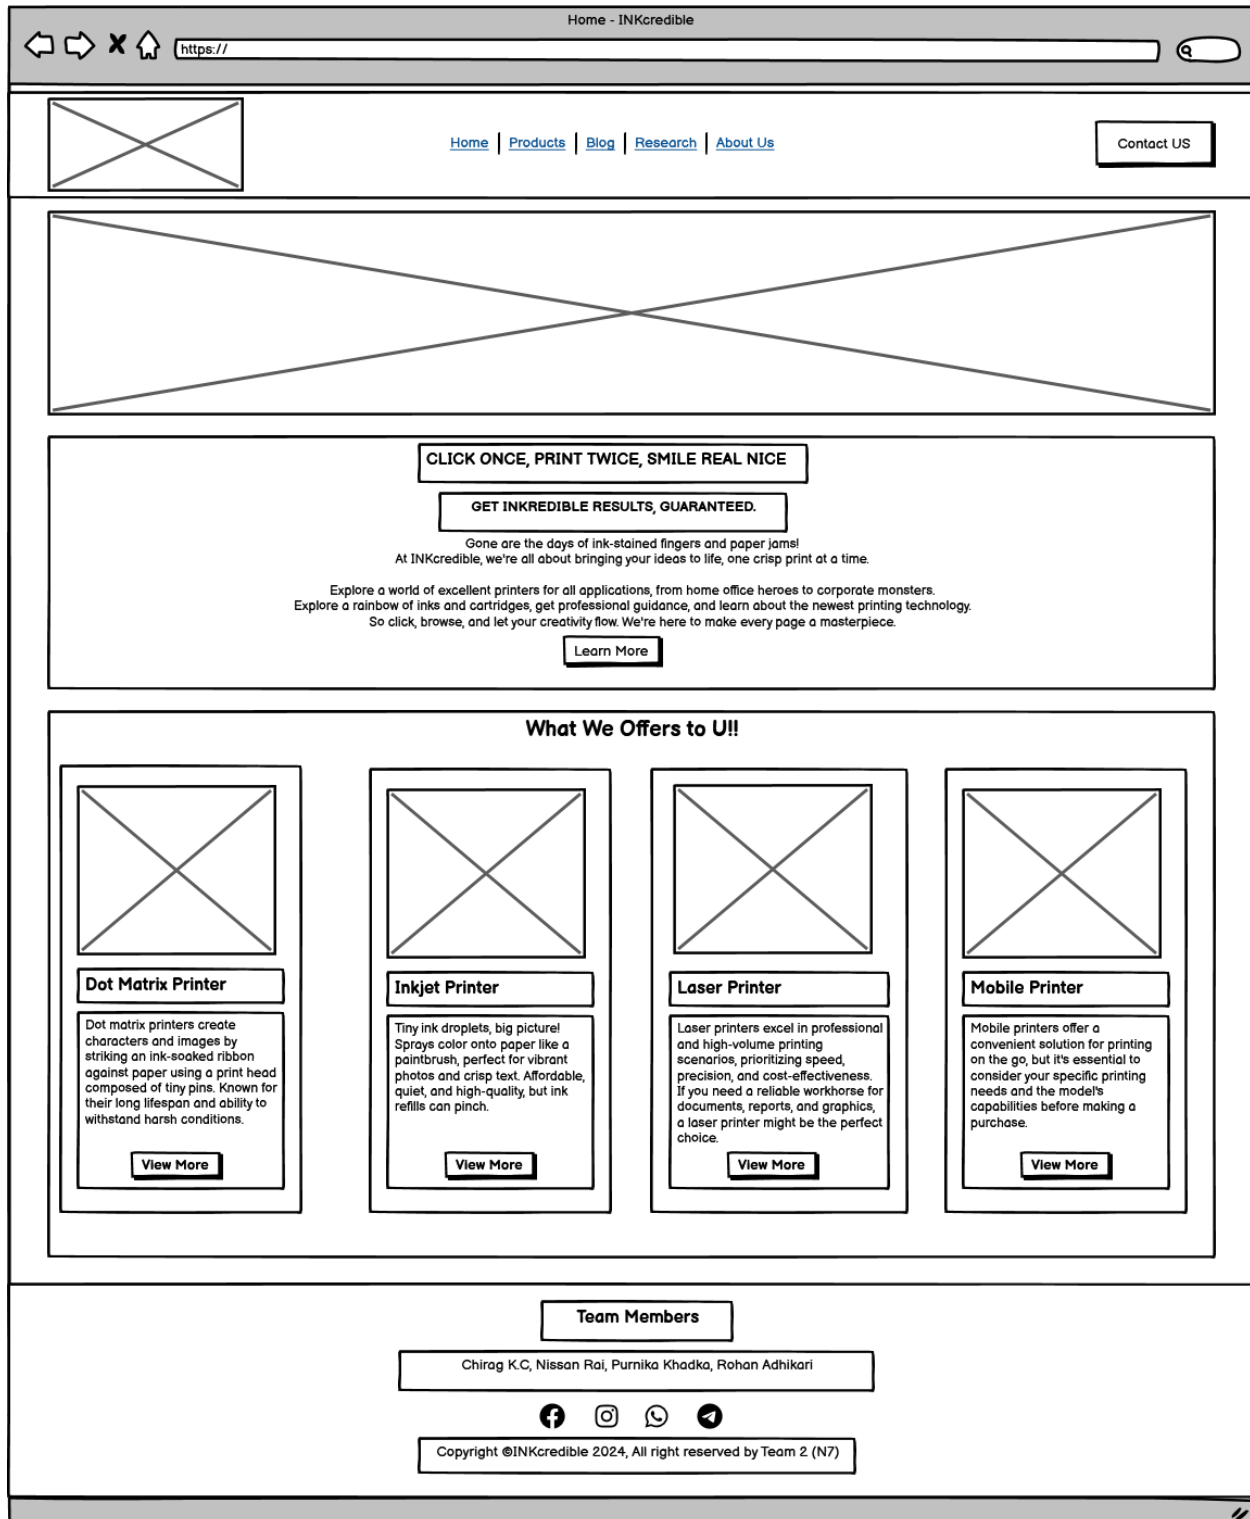 Home - INKcredible
https://
Home Products Blog Research About Us
Contact US
CLICK ONCE, PRINT TWICE, SMILE REAL NICE
GET INKREDIBLE RESULTS, GUARANTEED.
Gone are the days of ink-stained fingers and paper jams!
At INKcredible, we're all about bringing your ideas to life, one crisp print at a time.
Explore a world of excellent printers for all applications, from home office heroes to corporate monsters.
Explore a rainbow of inks and cartridges, get professional guidance, and learn about the newest printing technology.
So click, browse, and let your creativity flow. We're here to make every page a masterpiece.
Learn More
What We Offers to U!!
Dot Matrix Printer
Dot matrix printers create
characters and images by
striking an ink-soaked ribbon
against paper using a print head
composed of tiny pins. Known for
their long lifespan and ability to
withstand harsh conditions.
View More
Inkjet Printer
Tiny ink droplets, big picture!
Sprays color onto paper like a
paintbrush, perfect for vibrant
photos and crisp text. Affordable,
quiet, and high-quality, but ink
refills can pinch.
View More
Laser Printer
Laser printers excel in professional
and high-volume printing
scenarios, prioritizing speed,
precision, and cost-effectiveness.
If you need a reliable workhorse for
documents, reports, and graphics,
a laser printer might be the perfect
choice.
View More
Mobile Printer
Mobile printers offer a
convenient solution for printing
on the go, but it's essential to
consider your specific printing
needs and the model's
capabilities before making a
purchase.
View More
Team Members
Chirag K.C, Nissan Rai, Purnika Khadka, Rohan Adhikari
Copyright ©INKcredible 2024, All right reserved by Team 2 (N7)